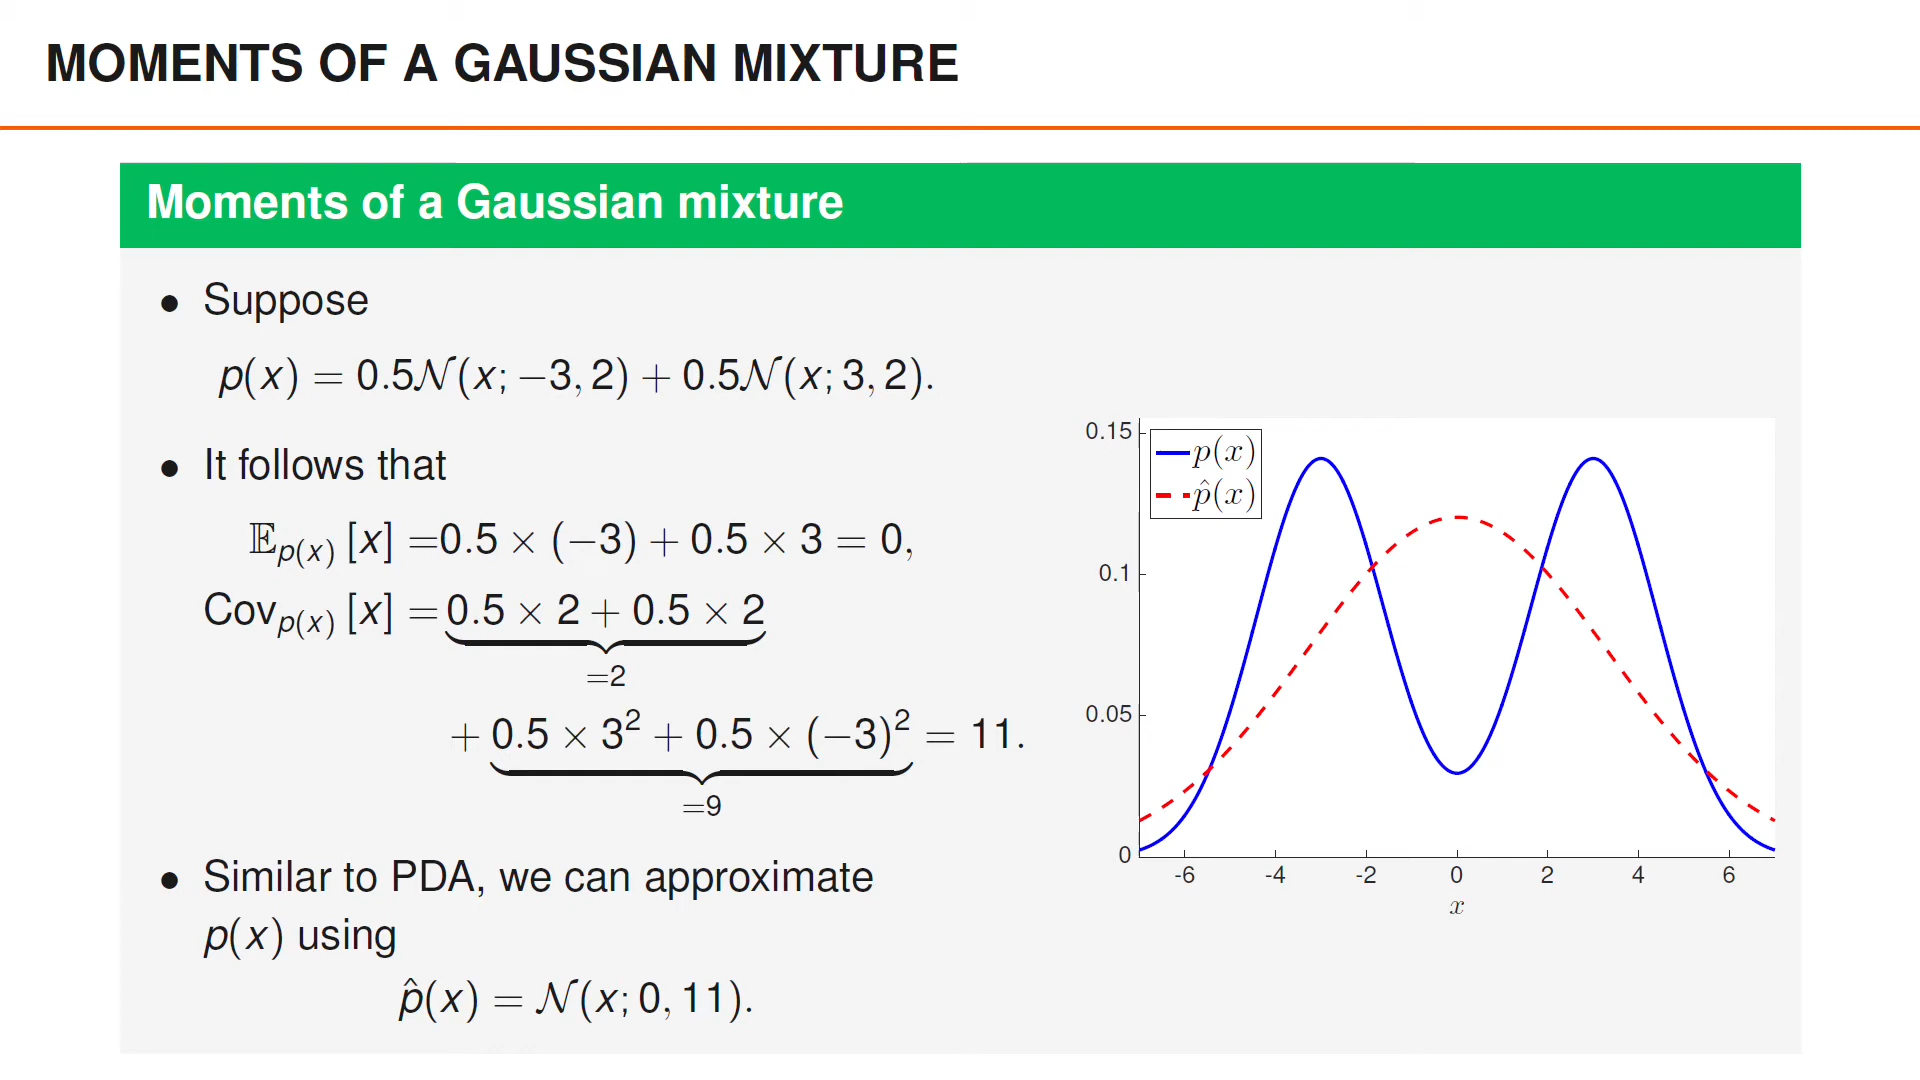 MOMENTS OF A GAUSSIAN MIXTURE
Moments of a Gaussian mixture
• Suppose
p(x) = 0.5𝒩(x; −3, 2) + 0.5𝒩(x; 3, 2).
• It follows that
𝔼p(x) [x] =0.5 × (−3) + 0.5 × 3 = 0,
Covp(x) [x] = 0.5 × 2 + 0.5 × 2
=2
+ 0.5 × 3² + 0.5 × (−3)² = 11.
=9
• Similar to PDA, we can approximate
p(x) using
p̂(x) = 𝒩(x; 0, 11).
0.15
0.1
0.05
0
p(x)
p̂(x)
-6 -4 -2 0 2 4 6
x